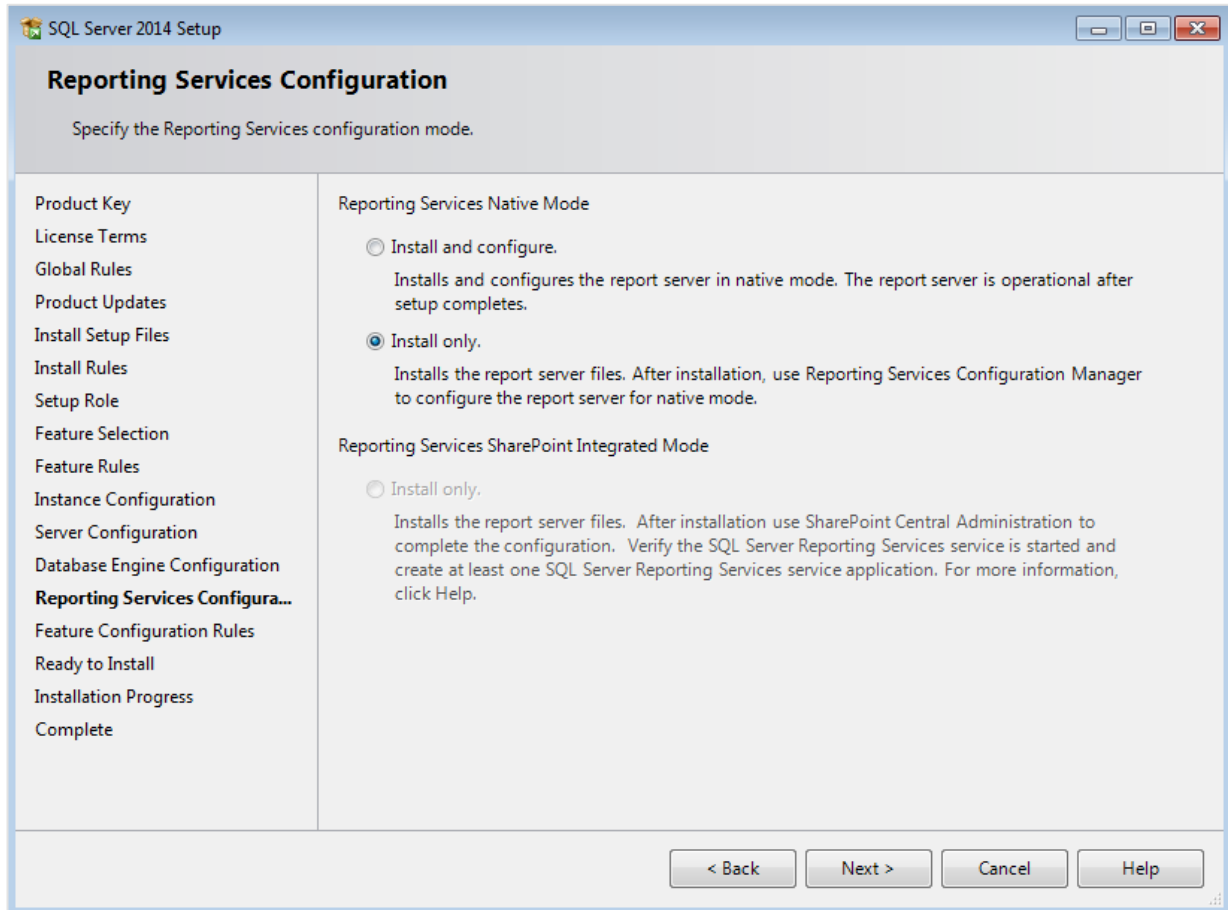 SQL Server 2014 Setup
Reporting Services Configuration
Specify the Reporting Services configuration mode.
Product Key
License Terms
Global Rules
Product Updates
Install Setup Files
Install Rules
Setup Role
Feature Selection
Feature Rules
Instance Configuration
Server Configuration
Database Engine Configuration
Reporting Services Configura...
Feature Configuration Rules
Ready to Install
Installation Progress
Complete
Reporting Services Native Mode
Install and configure.
Installs and configures the report server in native mode. The report server is operational after
setup completes.
Install only.
Installs the report server files. After installation, use Reporting Services Configuration Manager
to configure the report server for native mode.
Reporting Services SharePoint Integrated Mode
Install only.
Installs the report server files.  After installation use SharePoint Central Administration to
complete the configuration.  Verify the SQL Server Reporting Services service is started and
create at least one SQL Server Reporting Services service application. For more information,
click Help.
< Back
Next >
Cancel
Help